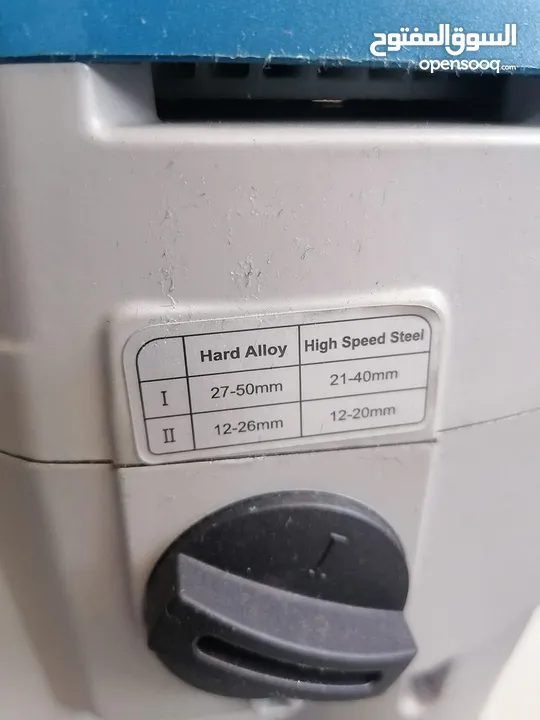 السوق المفتوح
opensooq.com
Hard Alloy High Speed Steel
I 27-50mm 21-40mm
II 12-26mm 12-20mm